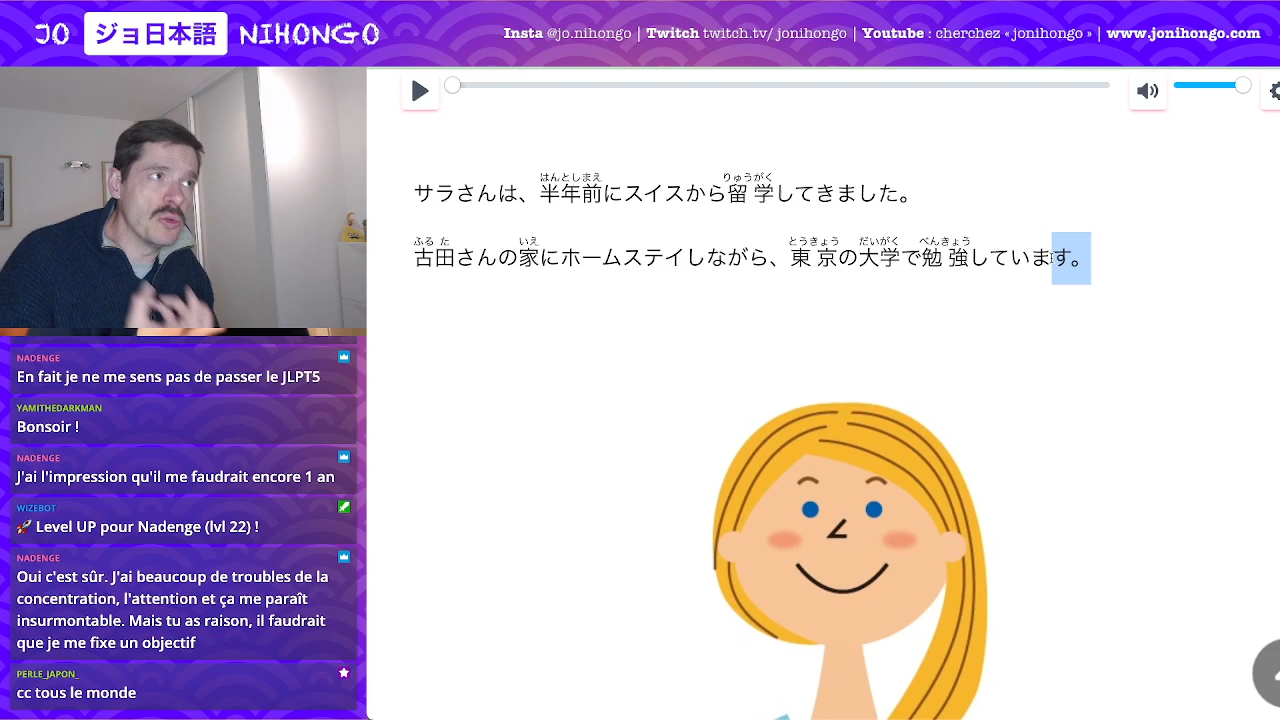 JO ジョ日本語 NIHONGO
Insta @jo.nihongo | Twitch twitch.tv/jonihongo | Youtube : cherchez « jonihongo » | www.jonihongo.com
はんとしまえ りゅうがく
サラさんは、半年前にスイスから留学してきました。
ふるた いえ とうきょう だいがく べんきょう
古田さんの家にホームステイしながら、東京の大学で勉強しています。
NADENGE
En fait je ne me sens pas de passer le JLPT5
YAMITHEDARKMAN
Bonsoir !
NADENGE
J'ai l'impression qu'il me faudrait encore 1 an
WIZEBOT
🚀 Level UP pour Nadenge (lvl 22) !
NADENGE
Oui c'est sûr. J'ai beaucoup de troubles de la
concentration, l'attention et ça me paraît
insurmontable. Mais tu as raison, il faudrait
que je me fixe un objectif
PERLE_JAPON_
cc tous le monde